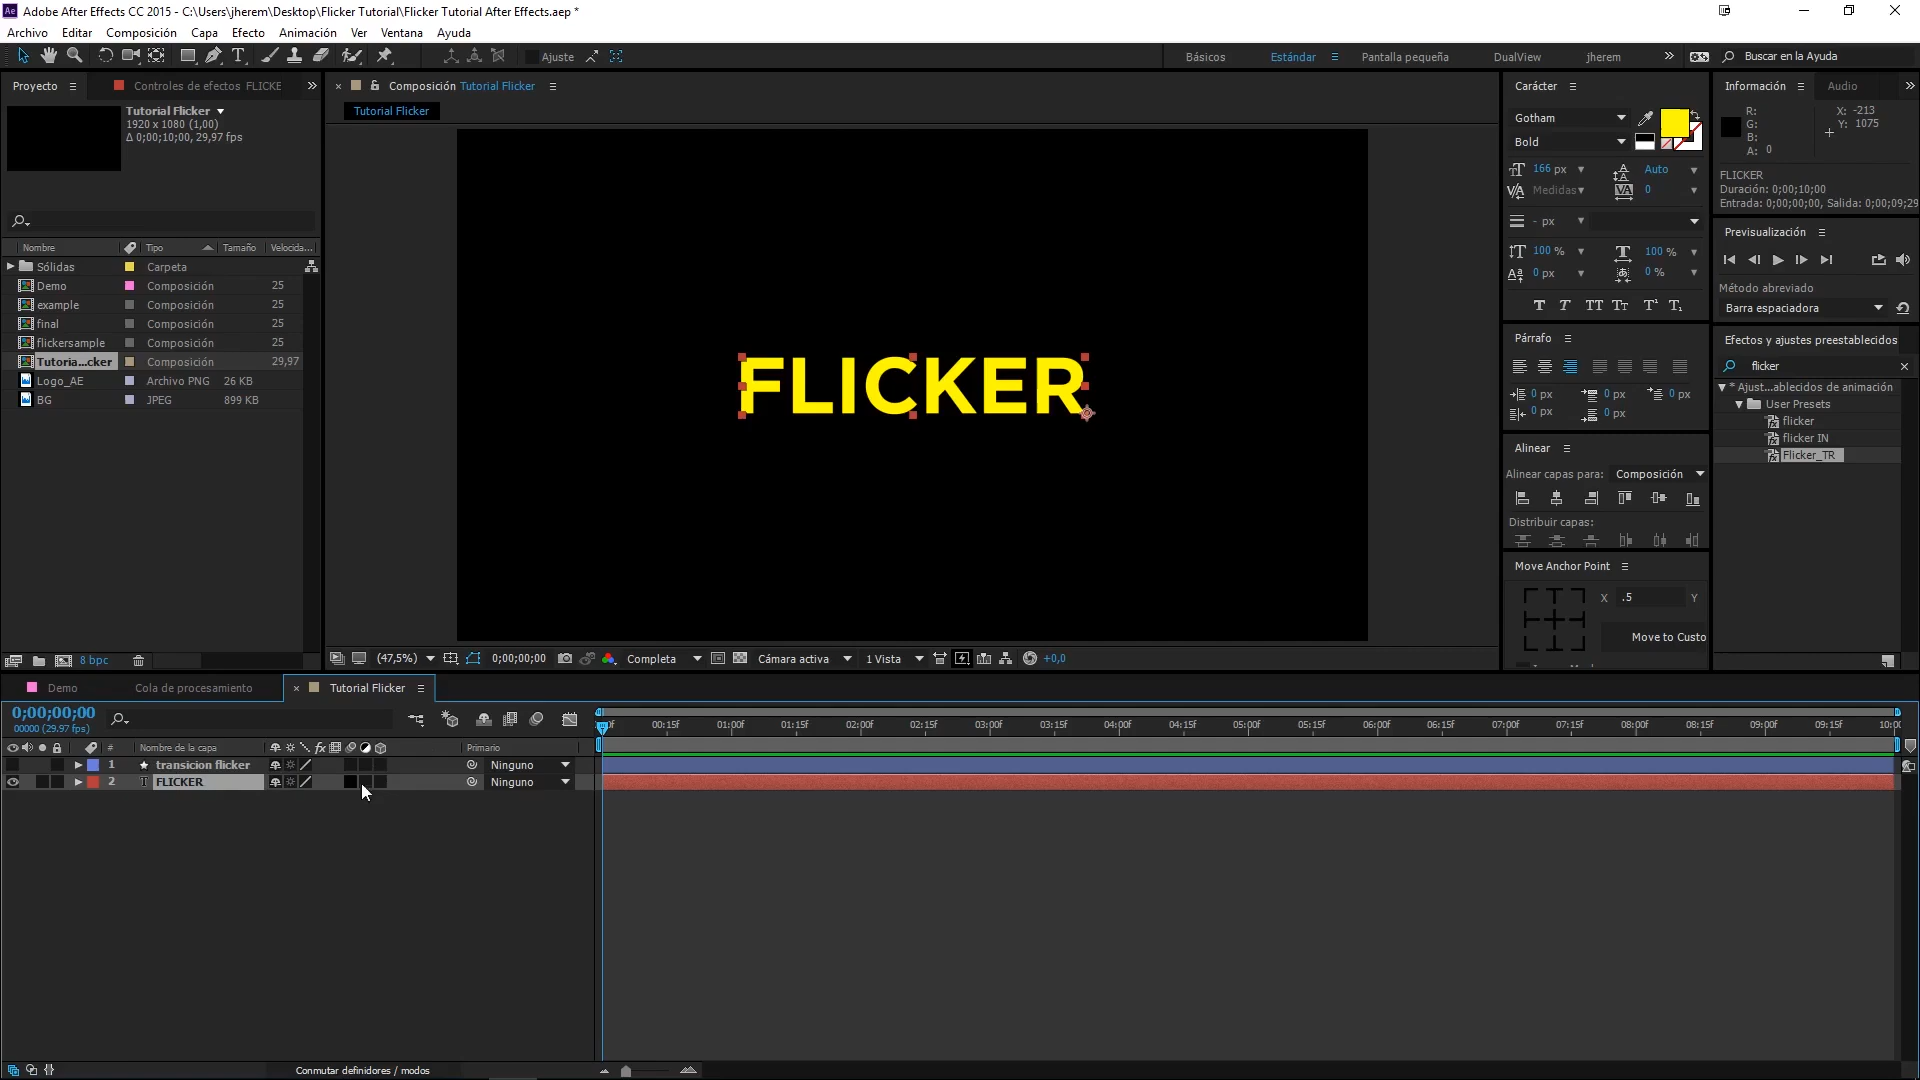 Adobe After Effects CC 2015 - C:\Users\jherem\Desktop\Flicker Tutorial\Flicker Tutorial After Effects.aep *
Archivo Editar Composición Capa Efecto Animación Ver Ventana Ayuda
Ajuste Básicos Estándar Pantalla pequeña DualView jherem Buscar en la Ayuda
Proyecto Controles de efectos FLICKE
Tutorial Flicker
1920 x 1080 (1,00)
Δ 0;00;10;00, 29,97 fps
Nombre Tipo Tamaño Velocida...
Sólidas Carpeta
Demo Composición 25
example Composición 25
final Composición 25
flickersample Composición 25
Tutoria...cker Composición 29,97
Logo_AE Archivo PNG 26 KB
BG JPEG 899 KB
8 bpc
Composición Tutorial Flicker
Tutorial Flicker
FLICKER
(47,5%) 0;00;00;00 Completa Cámara activa 1 Vista +0,0
Carácter
Gotham
Bold
166 px Auto
Medidas 0
- px
100 % 100 %
0 px 0 %
T T TT Tт T¹ T₁
Párrafo
0 px 0 px 0 px
0 px 0 px
Alinear
Alinear capas para: Composición
Distribuir capas:
Move Anchor Point
X .5 Y
Move to Custo
Información Audio
R: X: -213
G: Y: 1075
B:
A: 0
FLICKER
Duración: 0;00;10;00
Entrada: 0;00;00;00, Salida: 0;00;09;29
Previsualización
Método abreviado
Barra espaciadora
Efectos y ajustes preestablecidos
flicker
* Ajust...ablecidos de animación
User Presets
flicker
flicker IN
Flicker_TR
Demo Cola de procesamiento Tutorial Flicker
0;00;00;00
00000 (29.97 fps)
00:15f 01:00f 01:15f 02:00f 02:15f 03:00f 03:15f 04:00f 04:15f 05:00f 05:15f 06:00f 06:15f 07:00f 07:15f 08:00f 08:15f 09:00f 09:15f 10:00
# Nombre de la capa Primario
1 transicion flicker Ninguno
2 FLICKER Ninguno
Conmutar definidores / modos